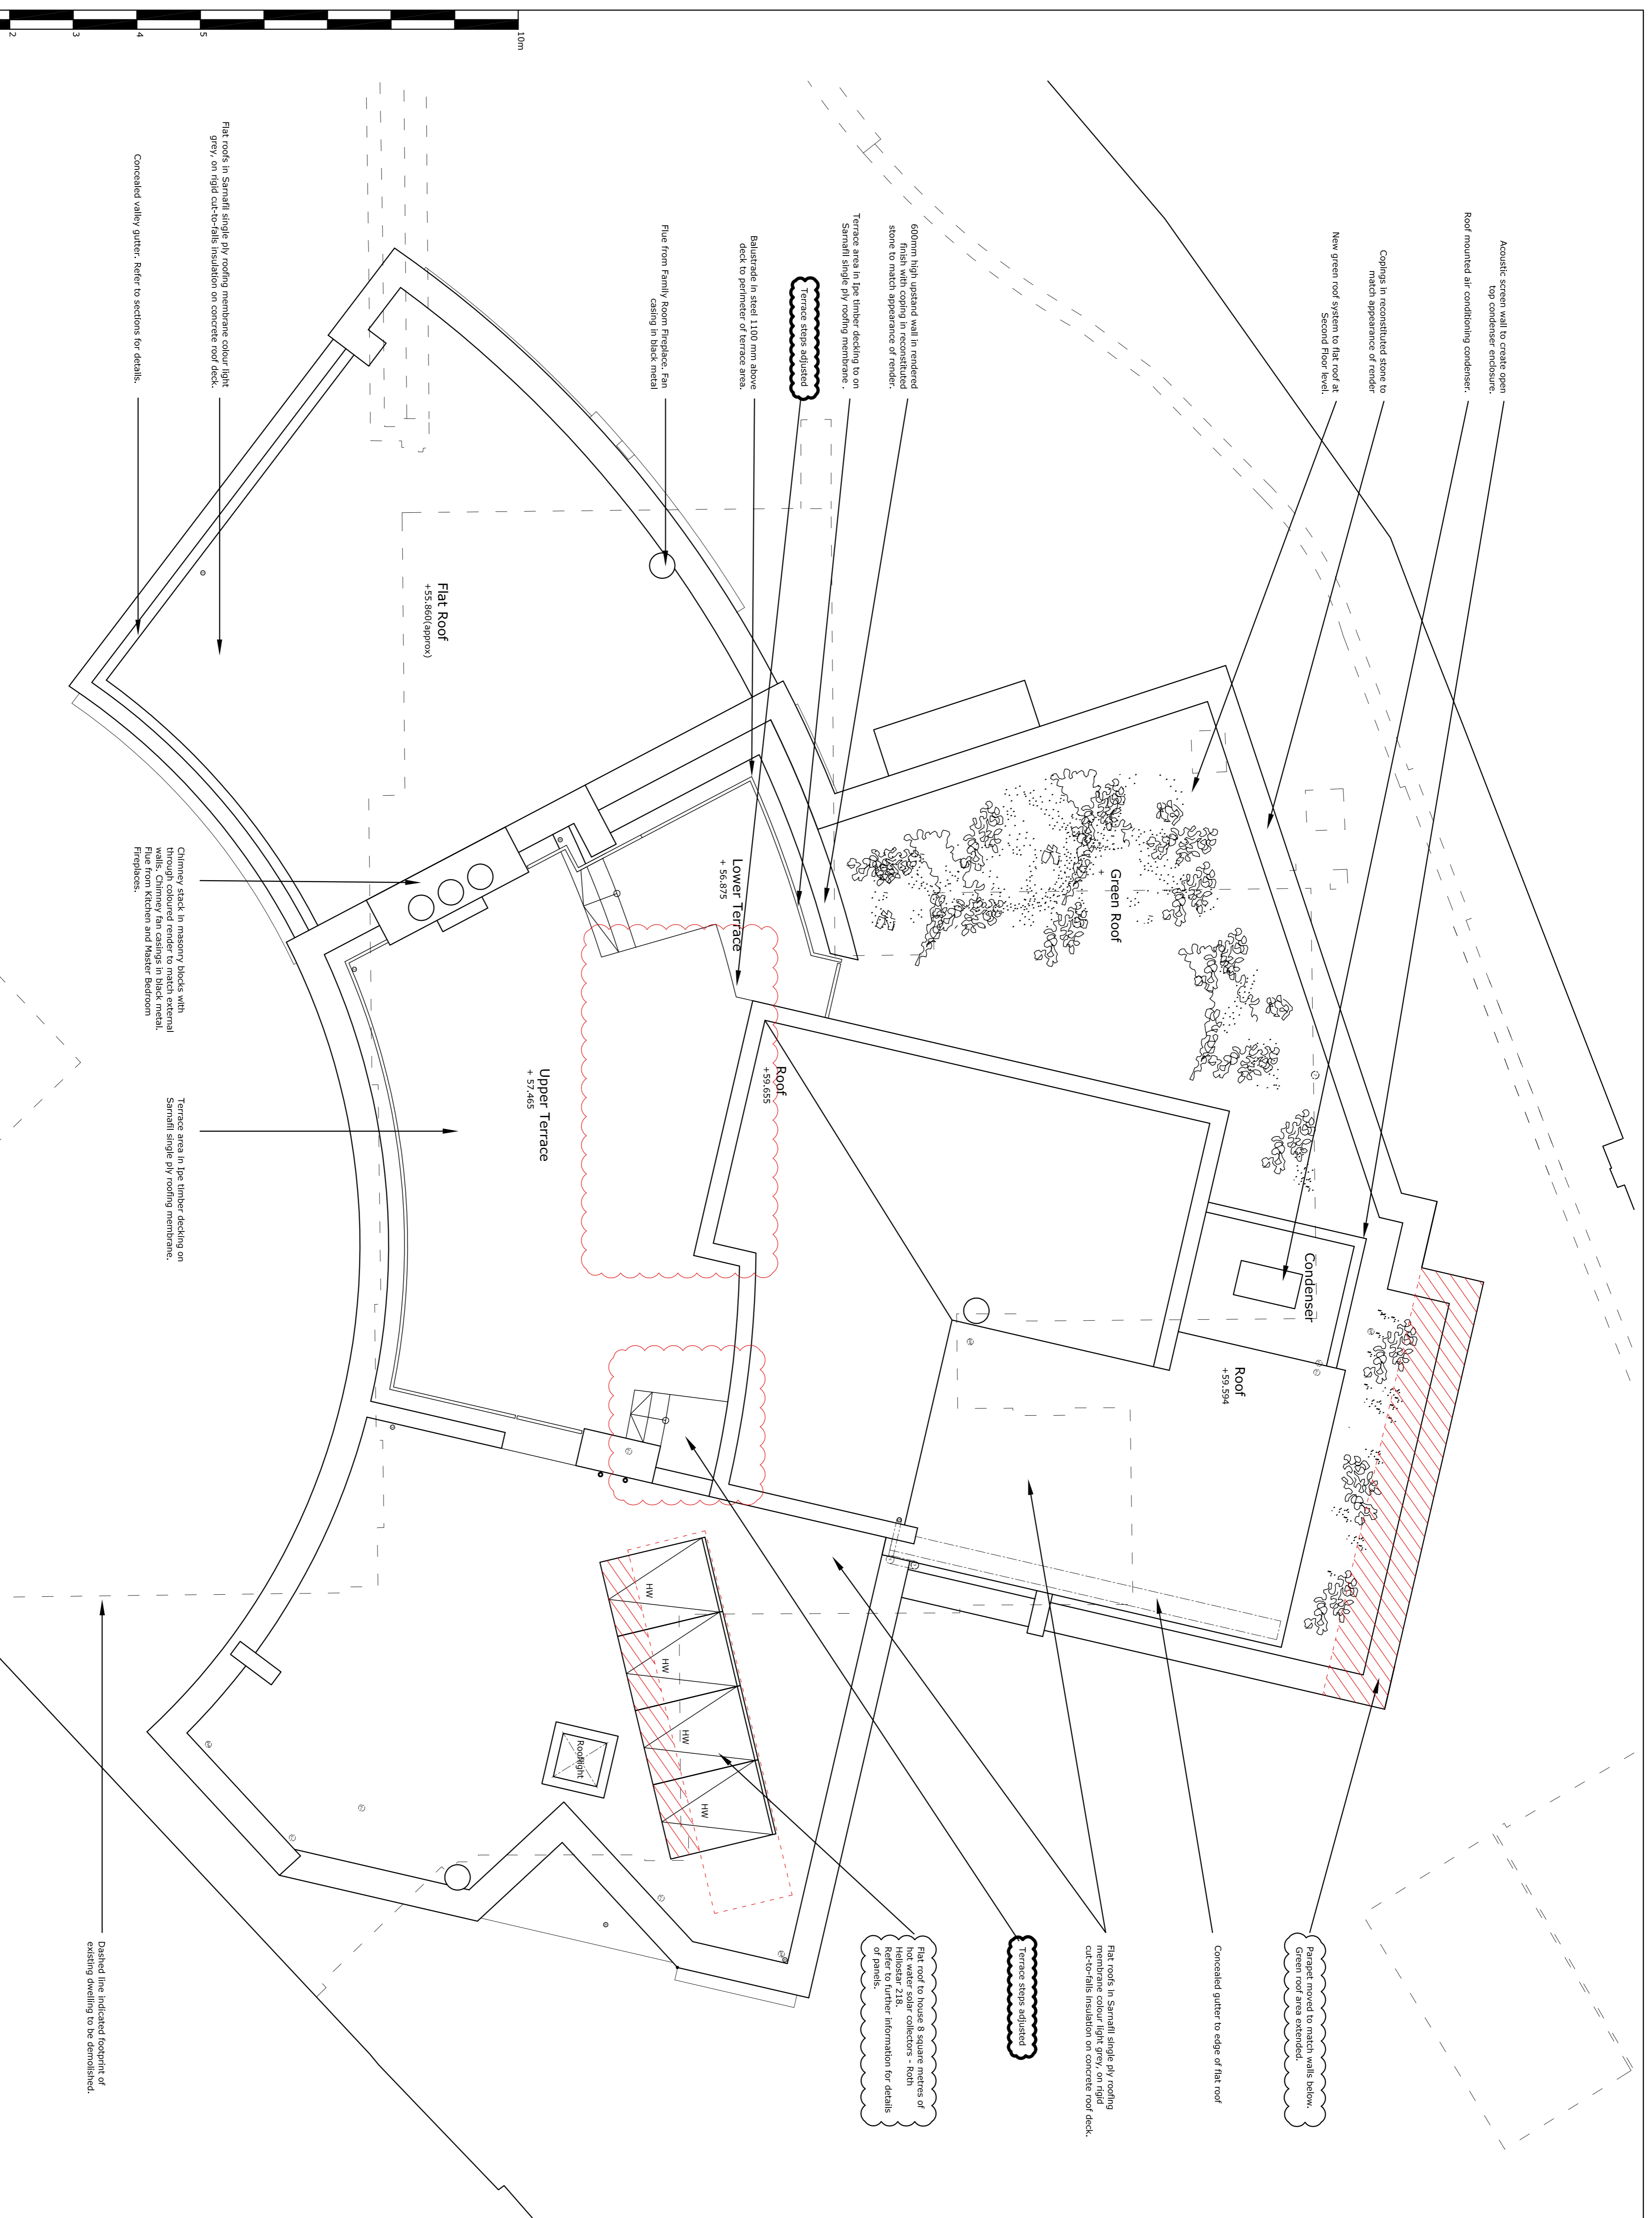 2
3
4
5
10m
Acoustic screen wall to create open
top condenser enclosure.
Roof mounted air conditioning condenser.
Copings in reconstituted stone to
match appearance of render
New green roof system to flat roof at
Second Floor level.
600mm high upstand wall in rendered
finish with coping in reconstituted
stone to match appearance of render.
Terrace area in Ipe timber decking to on
Sarnafil single ply roofing membrane .
Terrace steps adjusted
Balustrade in steel 1100 mm above
deck to perimeter of terrace area.
Flue from Family Room Fireplace. Fan
casing in black metal
Flat roofs in Sarnafil single ply roofing membrane colour light
grey, on rigid cut-to-falls insulation on concrete roof deck.
Concealed valley gutter. Refer to sections for details.
Flat Roof
+55.860(approx)
Green Roof
+
Lower Terrace
+ 56.875
Chimney stack in masonry blocks with
through coloured render to match external
walls. Chimney fan casings in black metal.
Flue from Kitchen and Master Bedroom
Fireplaces.
Roof
+59.655
Upper Terrace
+ 57.465
Terrace area in Ipe timber decking on
Sarnafil single ply roofing membrane.
Condenser
Roof
+59.594
HW
HW
HW
HW
Rooflight
Parapet moved to match walls below.
Green roof area extended.
Concealed gutter to edge of flat roof
Flat roofs in Sarnafil single ply roofing
membrane colour light grey, on rigid
cut-to-falls insulation on concrete roof deck.
Terrace steps adjusted
Flat roof to house 8 square metres of
hot water solar collectors - Roth
Heliostar 218.
Refer to further information for details
of panels.
Dashed line indicated footprint of
existing dwelling to be demolished.